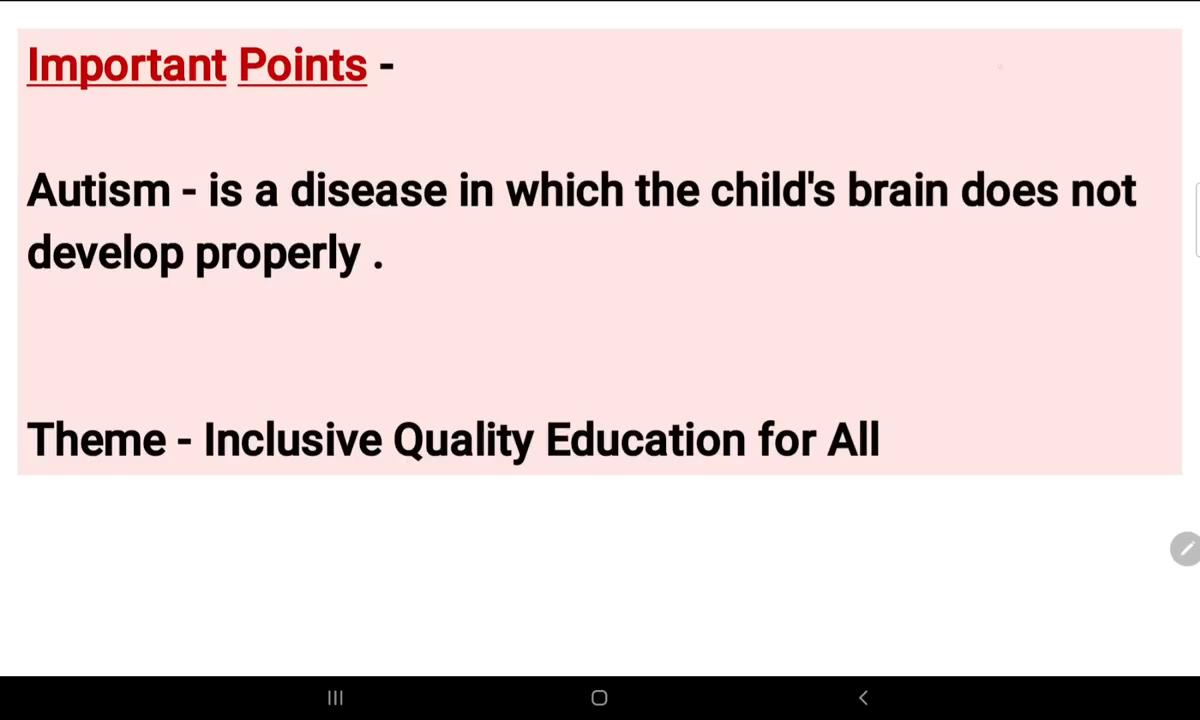 Important Points -
Autism - is a disease in which the child's brain does not
develop properly .
Theme - Inclusive Quality Education for All